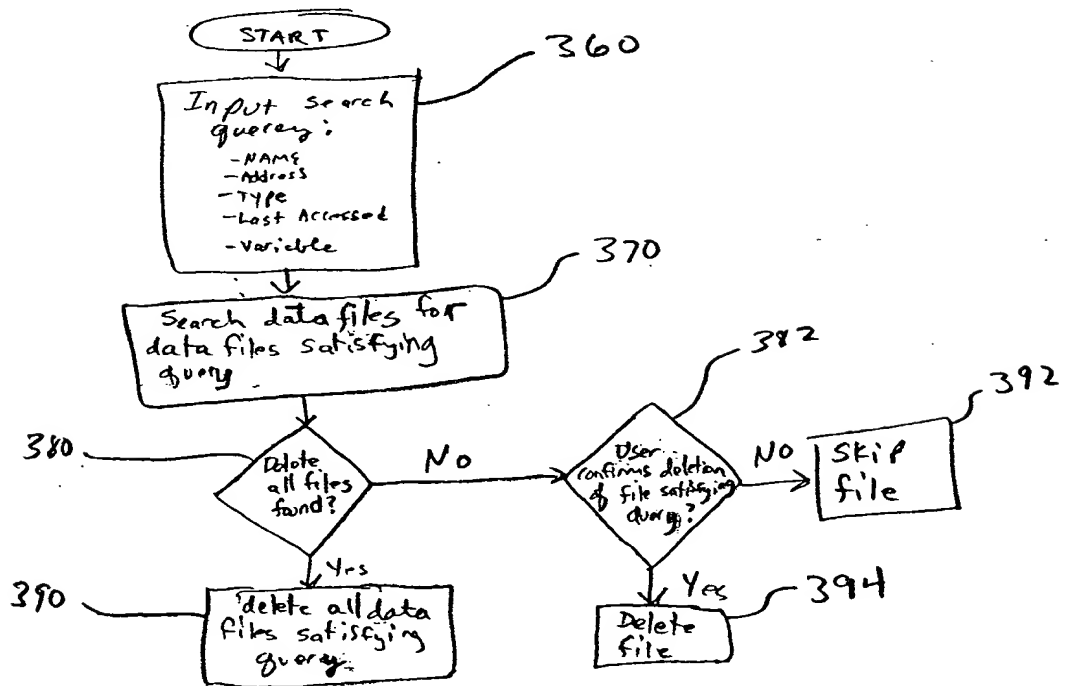 START
360
Input search
query:
-NAME
-Address
-Type
-Last Accessed
-Variable
370
Search data files for
data files satisfying
query
382
392
380
Delete
all files
found?
No
User
confirms deletion
of file satisfying
query?
NO
Skip
file
Yes
390
delete all data
files satisfying
query
Yes
394
Delete
file